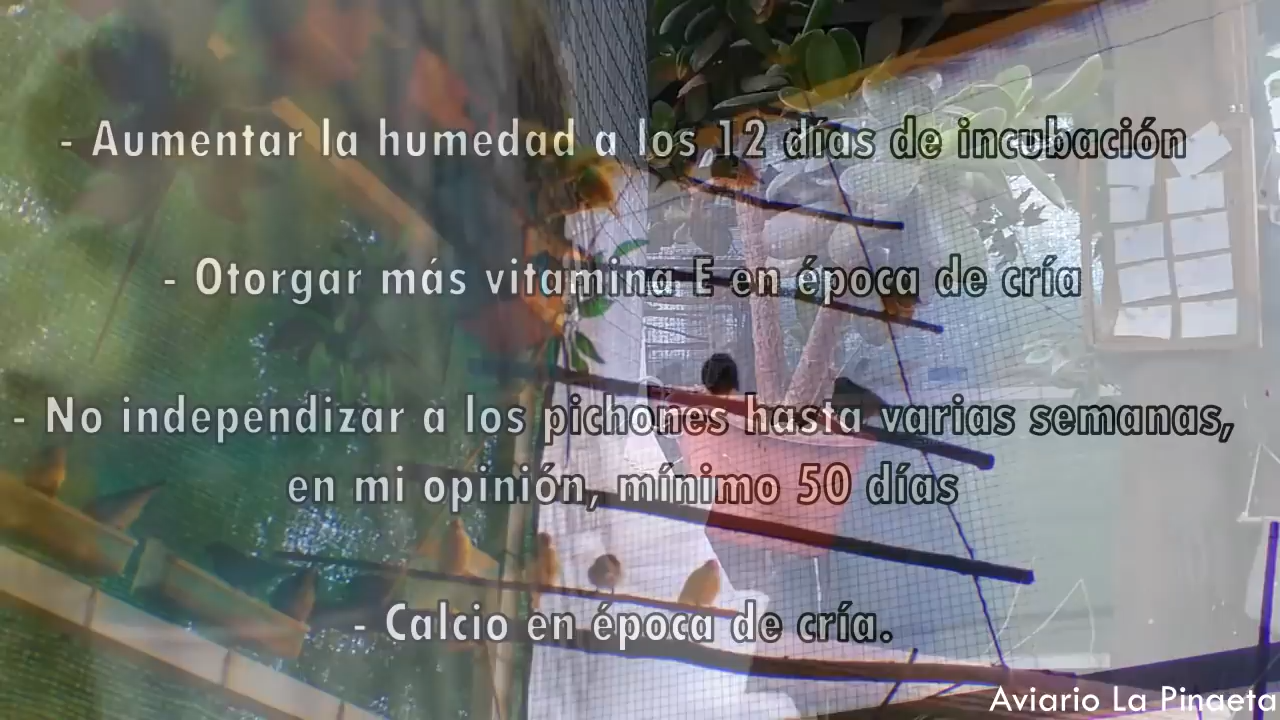 - Aumentar la humedad a los 12 días de incubación
- Otorgar más vitamina E en época de cría
- No independizar a los pichones hasta varias semanas,
en mi opinión, mínimo 50 días
- Calcio en época de cría.
Aviario La Pinaeta